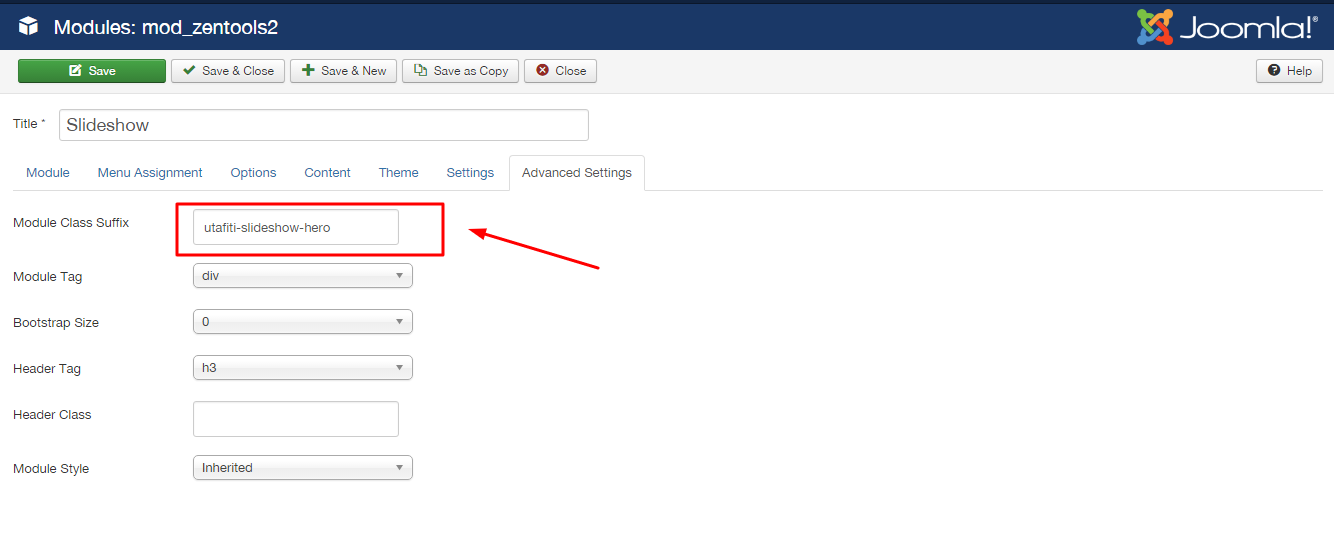 Modules: mod_zentools2
Joomla!®
Save
Save & Close
Save & New
Save as Copy
Close
Help
Title *
Slideshow
Module
Menu Assignment
Options
Content
Theme
Settings
Advanced Settings
Module Class Suffix
utafiti-slideshow-hero
Module Tag
div
Bootstrap Size
0
Header Tag
h3
Header Class
Module Style
Inherited